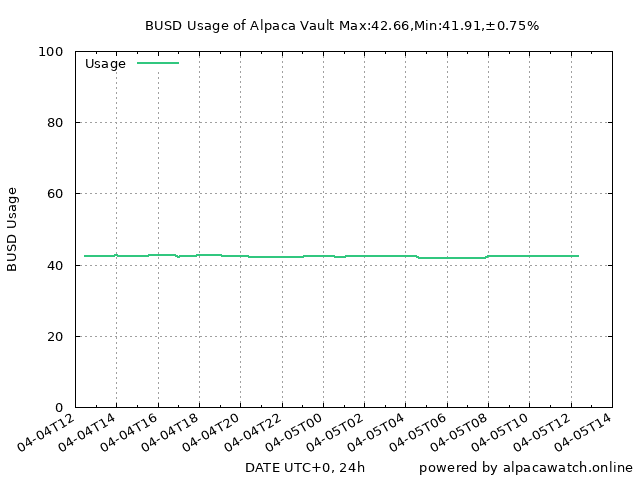 BUSD Usage of Alpaca Vault Max:42.66,Min:41.91,±0.75%
Usage
BUSD Usage
100
80
60
40
20
0
04-04T12
04-04T14
04-04T16
04-04T18
04-04T20
04-04T22
04-05T00
04-05T02
04-05T04
04-05T06
04-05T08
04-05T10
04-05T12
04-05T14
DATE UTC+0, 24h
powered by alpacawatch.online